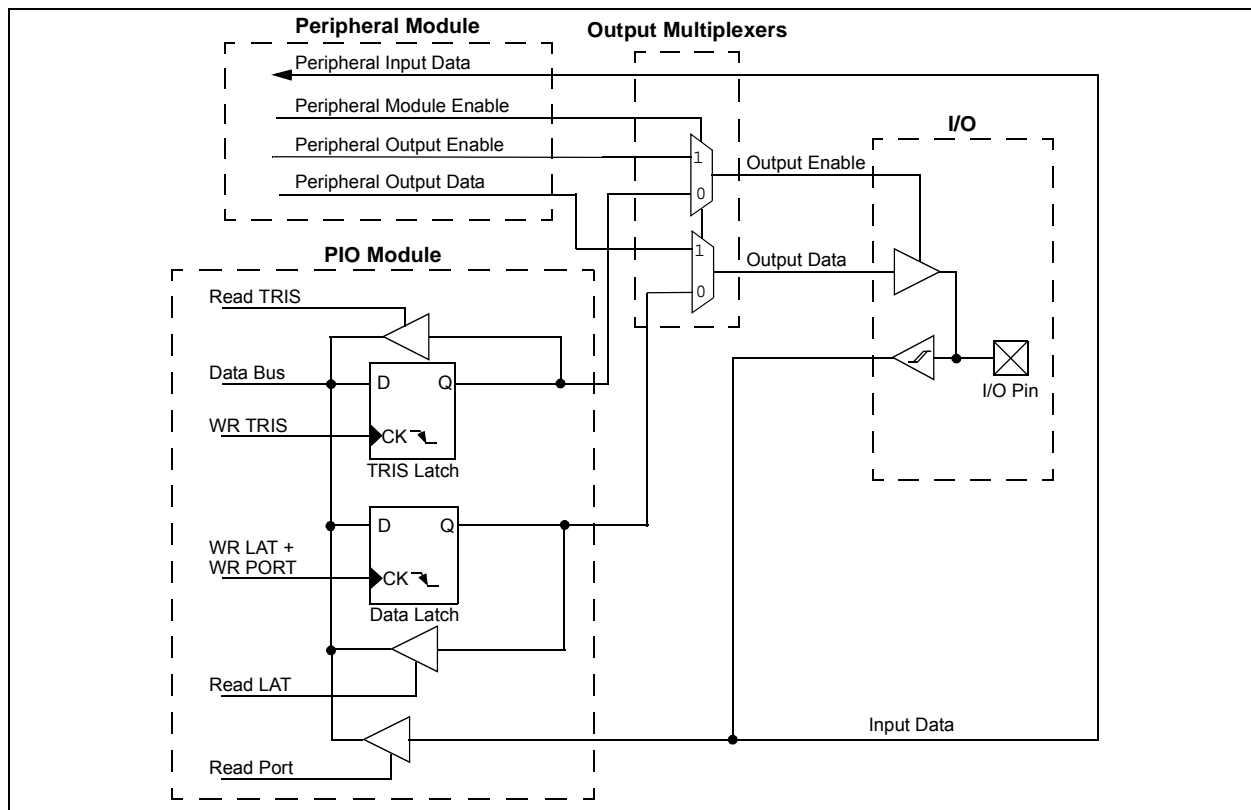 Peripheral Module
Output Multiplexers
Peripheral Input Data
Peripheral Module Enable
I/O
Peripheral Output Enable
1
Output Enable
Peripheral Output Data
0
PIO Module
1
Output Data
0
Read TRIS
Data Bus
D
Q
I/O Pin
WR TRIS
CK
TRIS Latch
D
Q
WR LAT +
WR PORT
CK
Data Latch
Read LAT
Input Data
Read Port